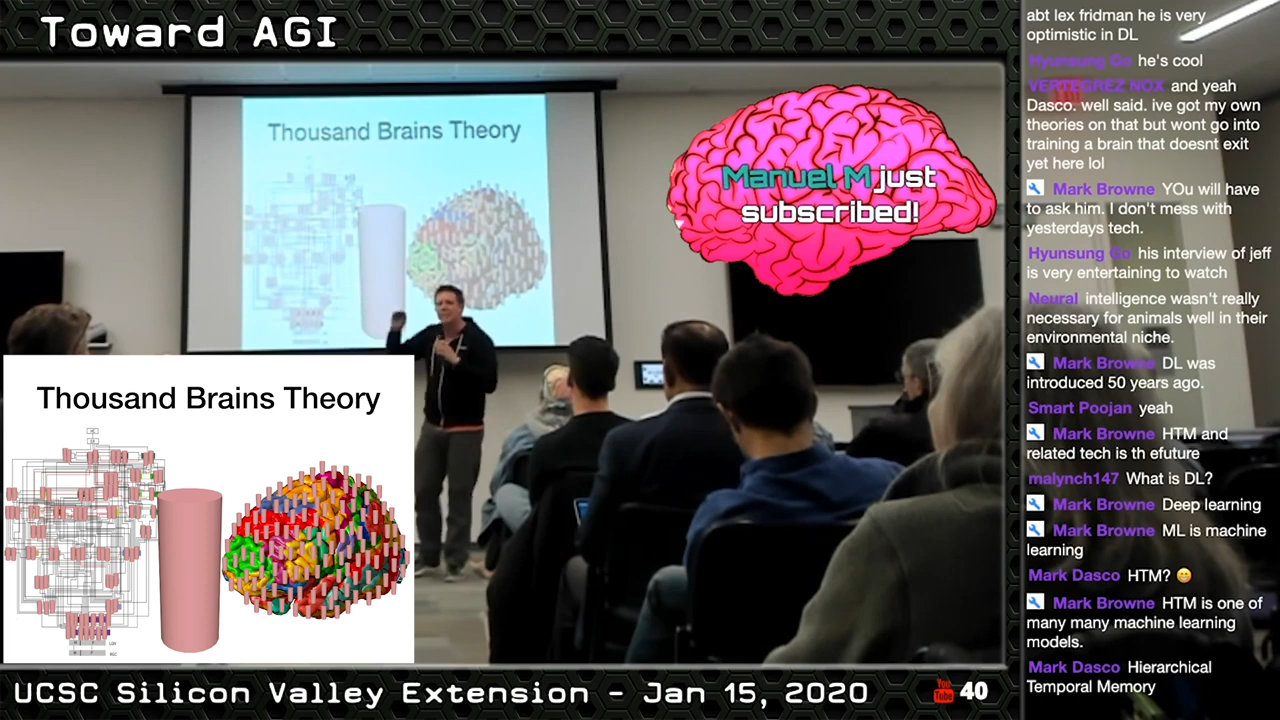 Toward AGI
Thousand Brains Theory
Manuel M just
subscribed!
Thousand Brains Theory
UCSC Silicon Valley Extension - Jan 15, 2020
You
Tube
40
abt lex fridman he is very
optimistic in DL
Hyunsung Go he's cool
VERTEGREZ NOX and yeah
Dasco. well said. ive got my own
theories on that but wont go into
training a brain that doesnt exit
yet here lol
Mark Browne YOu will have
to ask him. I don't mess with
yesterdays tech.
Hyunsung Go his interview of jeff
is very entertaining to watch
Neural intelligence wasn't really
necessary for animals well in their
environmental niche.
Mark Browne DL was
introduced 50 years ago.
Smart Poojan yeah
Mark Browne HTM and
related tech is th efuture
malynch147 What is DL?
Mark Browne Deep learning
Mark Browne ML is machine
learning
Mark Dasco HTM? 😁
Mark Browne HTM is one of
many many machine learning
models.
Mark Dasco Hierarchical
Temporal Memory